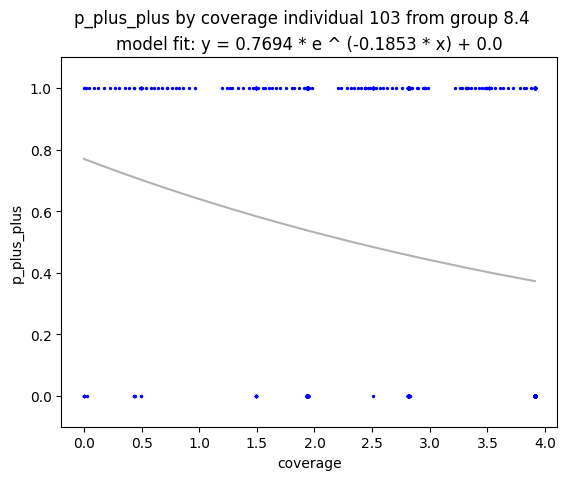 p_plus_plus by coverage individual 103 from group 8.4
model fit: y = 0.7694 * e ^ (-0.1853 * x) + 0.0
1.0
0.8
0.6
0.4
0.2
0.0
p_plus_plus
0.0 0.5 1.0 1.5 2.0 2.5 3.0 3.5 4.0
coverage